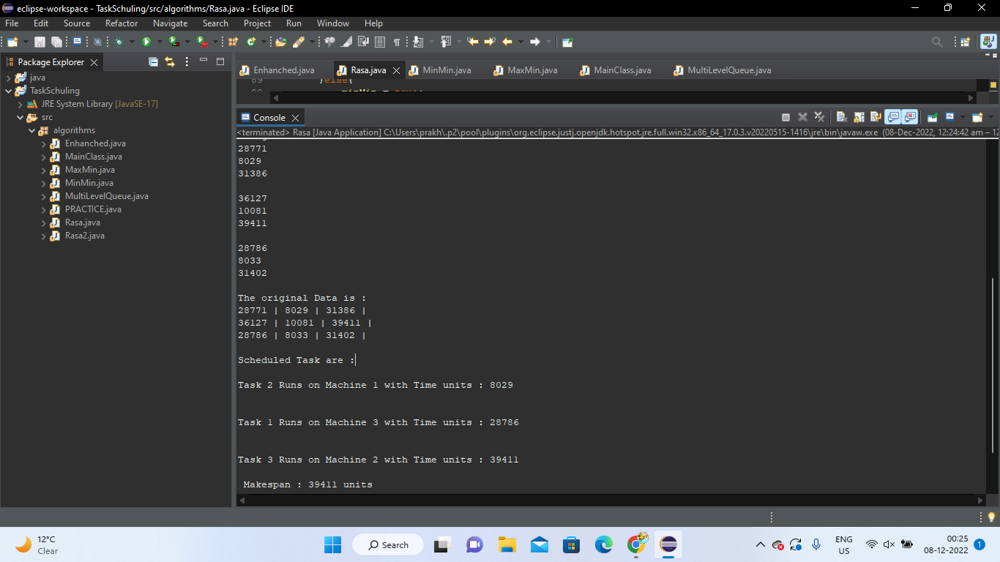 eclipse-workspace - TaskSchuling/src/algorithms/Rasa.java - Eclipse IDE
File Edit Source Refactor Navigate Search Project Run Window Help
Package Explorer
java
TaskSchuling
JRE System Library [JavaSE-17]
src
algorithms
Enhanched.java
MainClass.java
MaxMin.java
MinMin.java
MultiLevelQueue.java
PRACTICE.java
Rasa.java
Rasa2.java
Enhanched.java Rasa.java MinMin.java MaxMin.java MainClass.java MultiLevelQueue.java
89 }else{
Console
<terminated> Rasa [Java Application] C:\Users\prakh\.p2\pool\plugins\org.eclipse.justj.openjdk.hotspot.jre.full.win32.x86_64_17.0.3.v20220515-1416\jre\bin\javaw.exe (08-Dec-2022, 12:24:42 am – 12
28771
8029
31386
36127
10081
39411
28786
8033
31402
The original Data is :
28771 | 8029 | 31386 |
36127 | 10081 | 39411 |
28786 | 8033 | 31402 |
Scheduled Task are :
Task 2 Runs on Machine 1 with Time units : 8029
Task 1 Runs on Machine 3 with Time units : 28786
Task 3 Runs on Machine 2 with Time units : 39411
Makespan : 39411 units
12°C
Clear
Search
ENG
US
00:25
08-12-2022
1